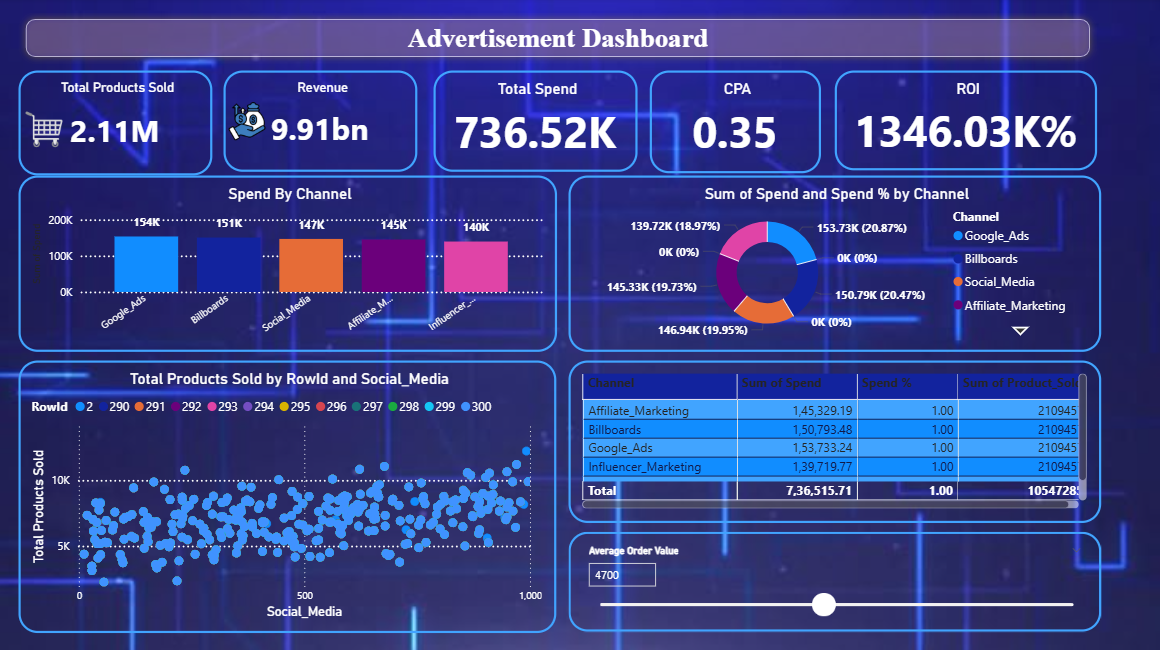 Advertisement Dashboard
Total Products Sold
2.11M
Revenue
9.91bn
Total Spend
736.52K
CPA
0.35
ROI
1346.03K%
Spend By Channel
200K
100K
0K
154K
151K
147K
145K
140K
Google_Ads
Billboards
Social_Media
Affiliate_M...
Influencer_...
Sum of Spend and Spend % by Channel
139.72K (18.97%)
153.73K (20.87%)
0K (0%)
0K (0%)
145.33K (19.73%)
150.79K (20.47%)
146.94K (19.95%)
0K (0%)
Channel
Google_Ads
Billboards
Social_Media
Affiliate_Marketing
Total Products Sold by RowId and Social_Media
RowId 2 290 291 292 293 294 295 296 297 298 299 300
Total Products Sold
10K
5K
0 500 1,000
Social_Media
Channel Sum of Spend Spend % Sum of Product_Sol
Affiliate_Marketing 1,45,329.19 1.00 210945
Billboards 1,50,793.48 1.00 210945
Google_Ads 1,53,733.24 1.00 210945
Influencer_Marketing 1,39,719.77 1.00 210945
Total 7,36,515.71 1.00 1054728
Average Order Value
4700